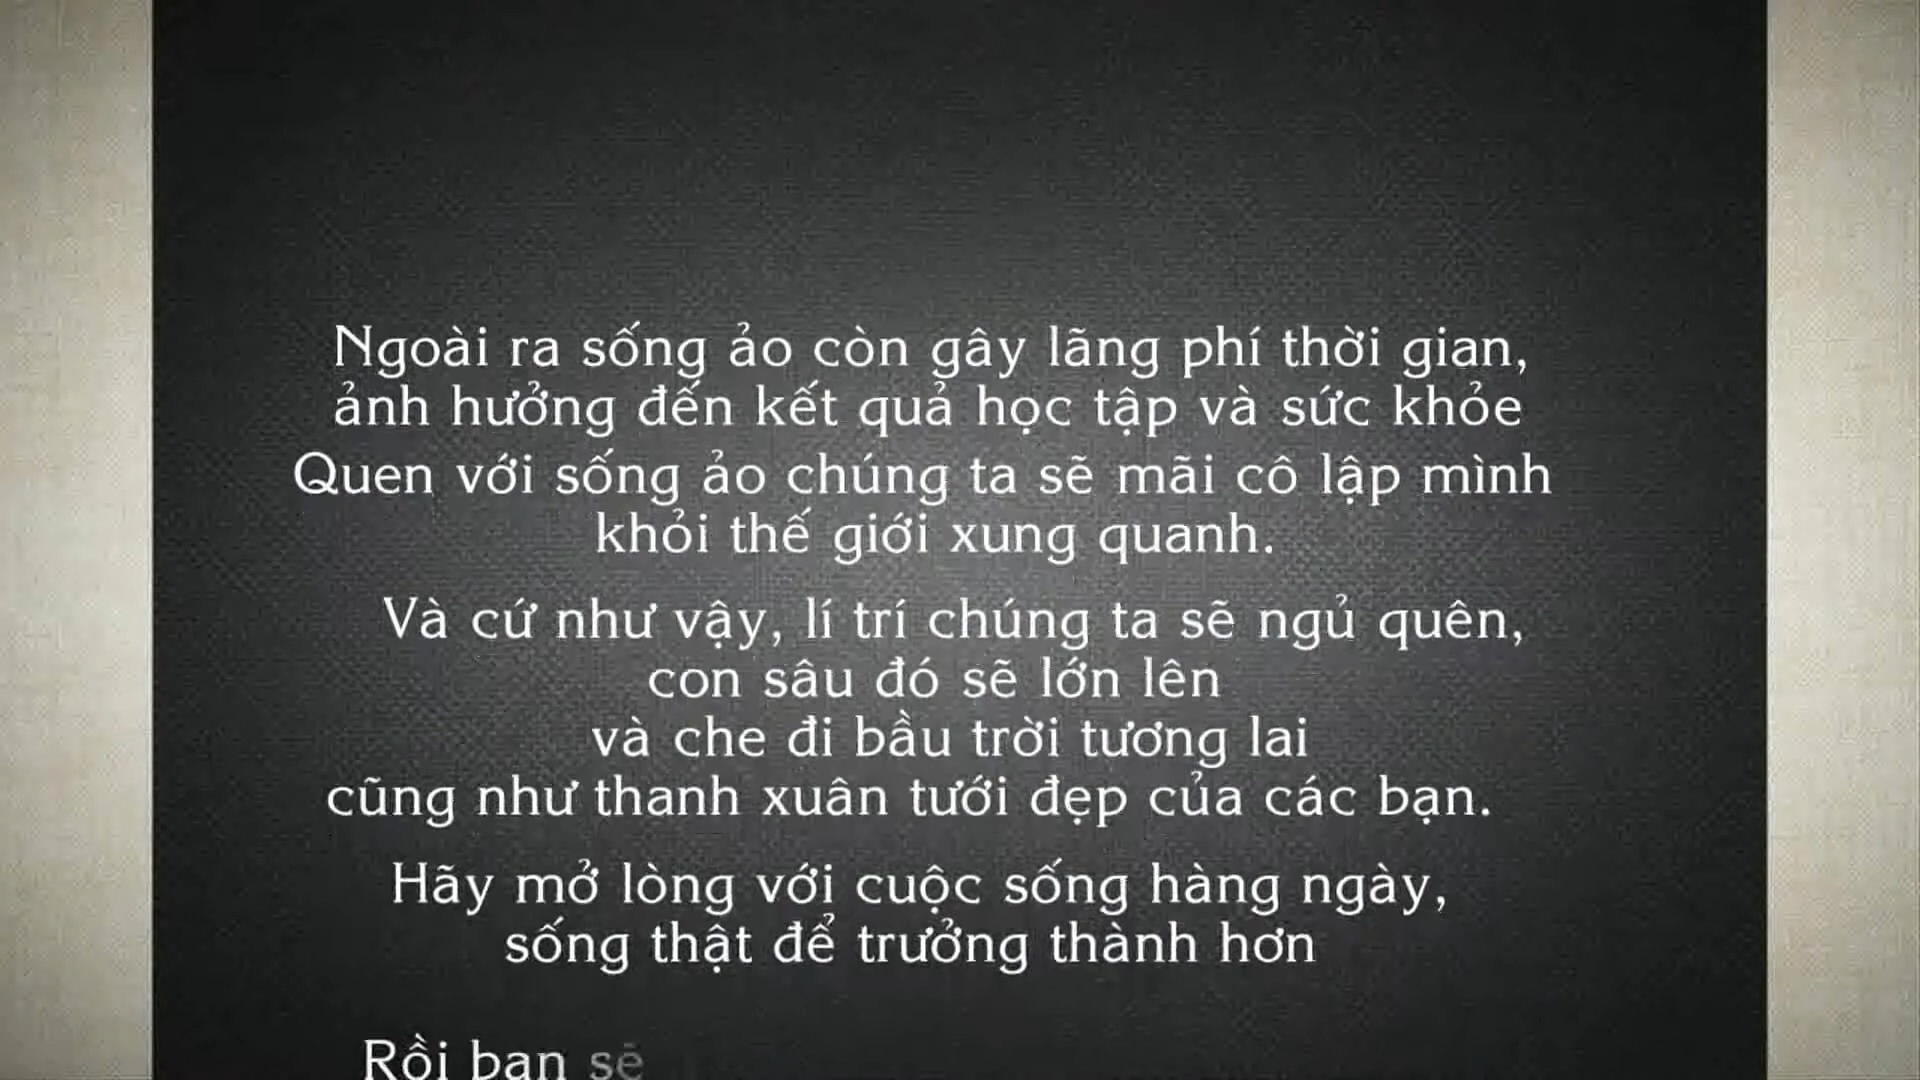 Ngoài ra sống ảo còn gây lãng phí thời gian,
ảnh hưởng đến kết quả học tập và sức khỏe
Quen với sống ảo chúng ta sẽ mãi cô lập mình
khỏi thế giới xung quanh.
Và cứ như vậy, lí trí chúng ta sẽ ngủ quên,
con sâu đó sẽ lớn lên
và che đi bầu trời tương lai
cũng như thanh xuân tưới đẹp của các bạn.
Hãy mở lòng với cuộc sống hàng ngày,
sống thật để trưởng thành hơn
Rồi bạn sẽ